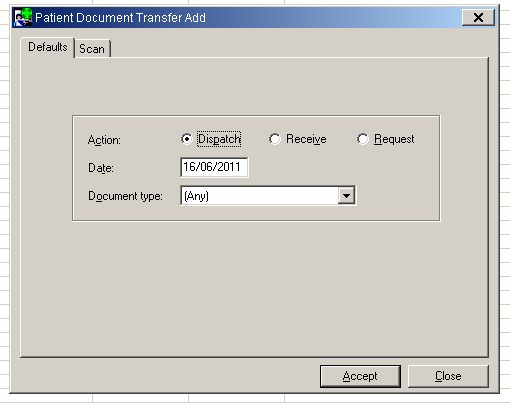 Patient Document Transfer Add
Defaults Scan
Action: Dispatch Receive Request
Date: 16/06/2011
Document type: (Any)
Accept Close